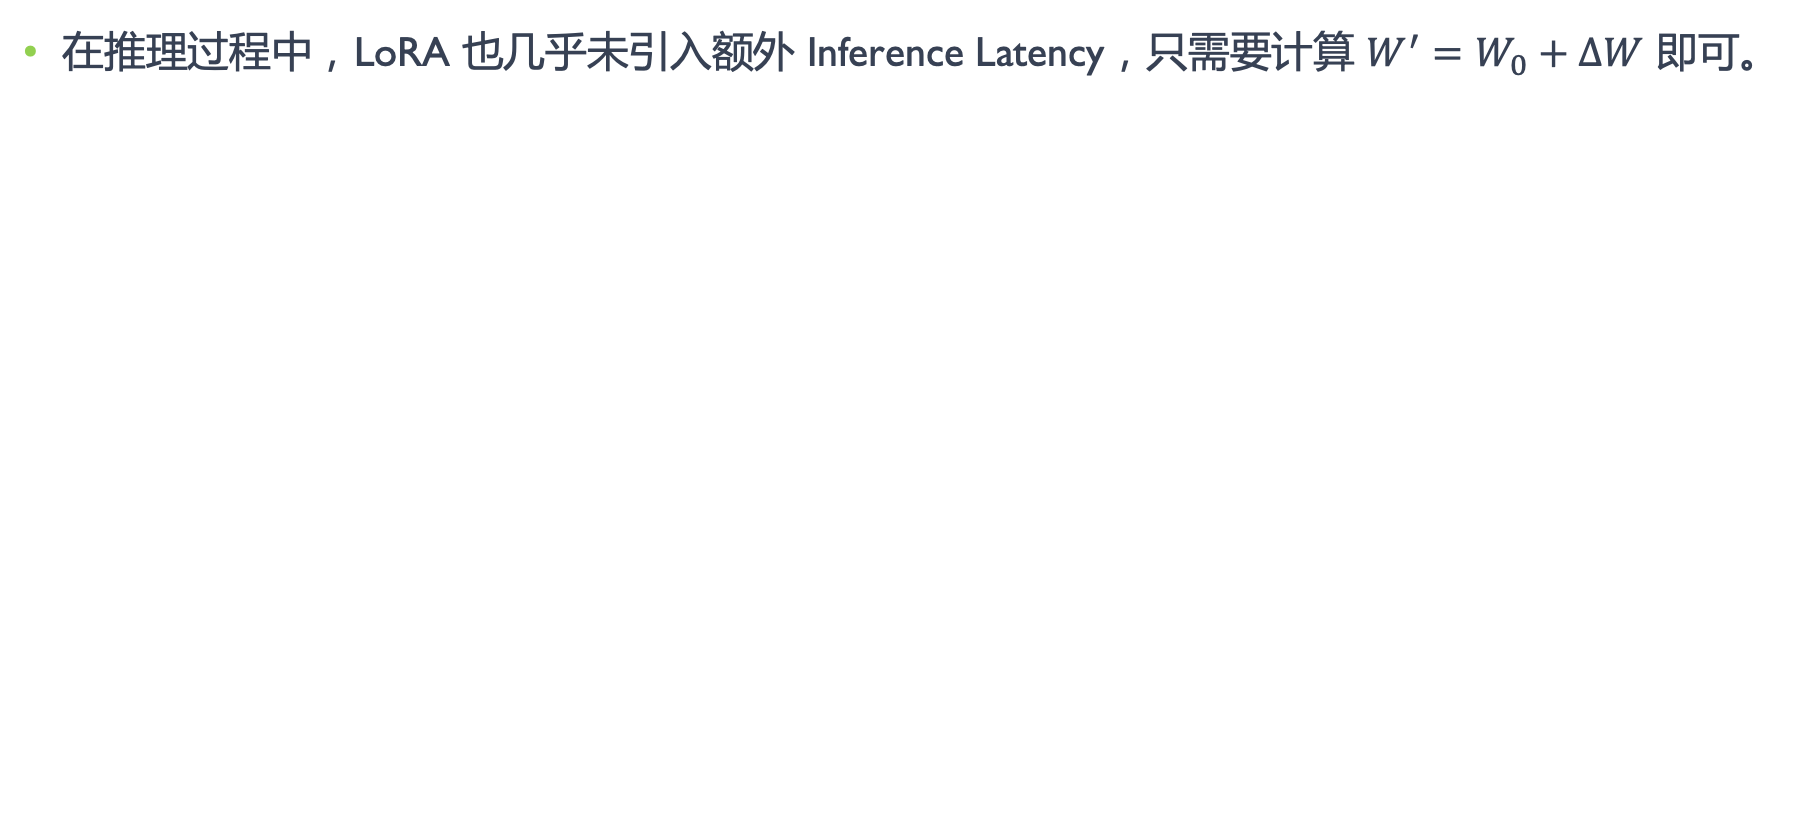 • 在推理过程中，LoRA 也几乎未引入额外 Inference Latency，只需要计算 W′ = W₀ + ΔW 即可。